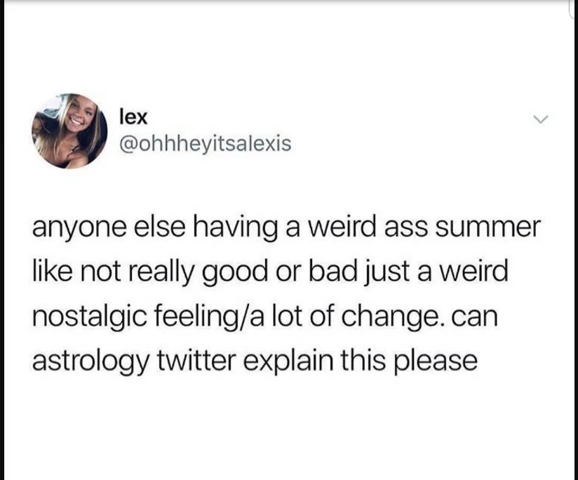 lex
@ohhheyitsalexis
anyone else having a weird ass summer
like not really good or bad just a weird
nostalgic feeling/a lot of change. can
astrology twitter explain this please